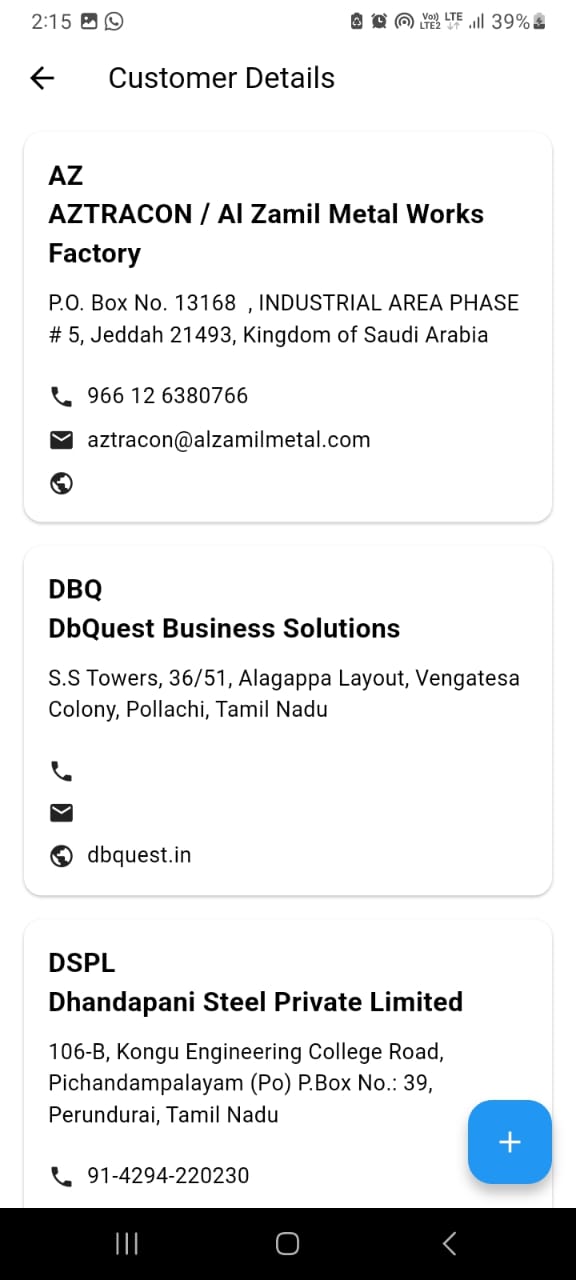 2:15 Vo)) LTE2 LTE 39%
Customer Details
AZ
AZTRACON / Al Zamil Metal Works
Factory
P.O. Box No. 13168  , INDUSTRIAL AREA PHASE
# 5, Jeddah 21493, Kingdom of Saudi Arabia
966 12 6380766
aztracon@alzamilmetal.com
DBQ
DbQuest Business Solutions
S.S Towers, 36/51, Alagappa Layout, Vengatesa
Colony, Pollachi, Tamil Nadu
dbquest.in
DSPL
Dhandapani Steel Private Limited
106-B, Kongu Engineering College Road,
Pichandampalayam (Po) P.Box No.: 39,
Perundurai, Tamil Nadu
91-4294-220230